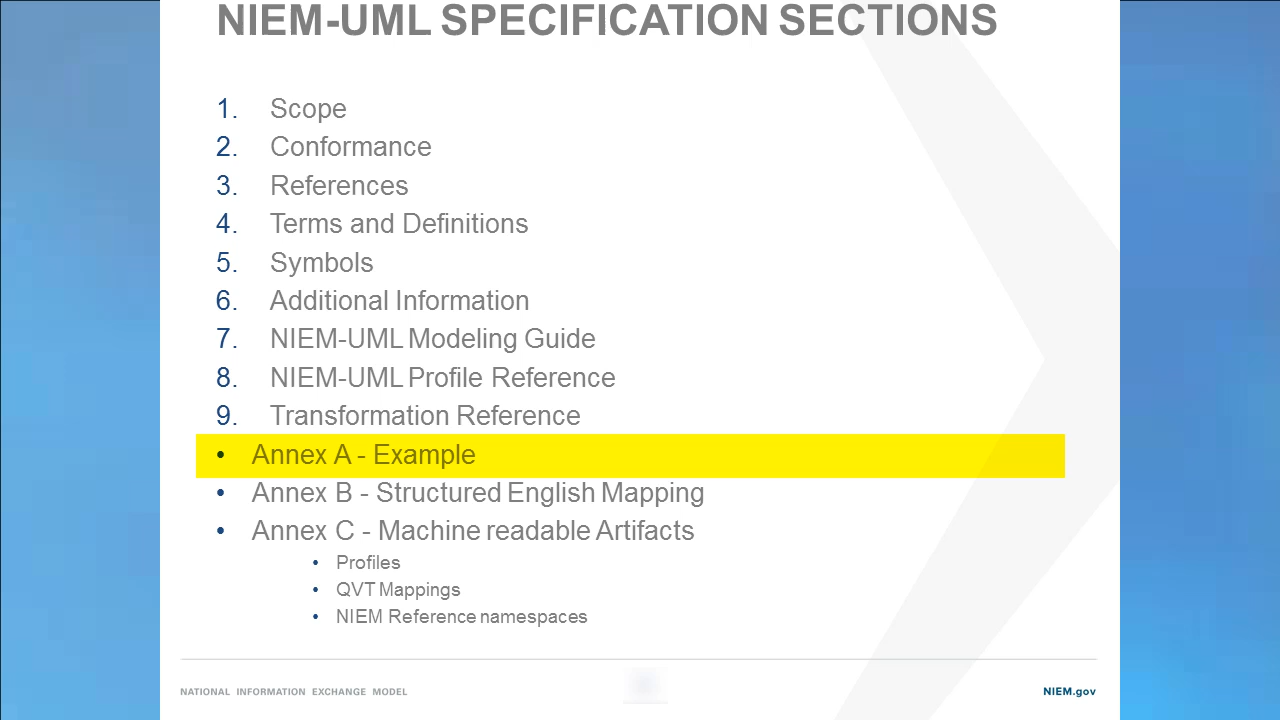 NIEM-UML SPECIFICATION SECTIONS
1. Scope
2. Conformance
3. References
4. Terms and Definitions
5. Symbols
6. Additional Information
7. NIEM-UML Modeling Guide
8. NIEM-UML Profile Reference
9. Transformation Reference
• Annex A - Example
• Annex B - Structured English Mapping
• Annex C - Machine readable Artifacts
• Profiles
• QVT Mappings
• NIEM Reference namespaces
NATIONAL INFORMATION EXCHANGE MODEL
NIEM.gov